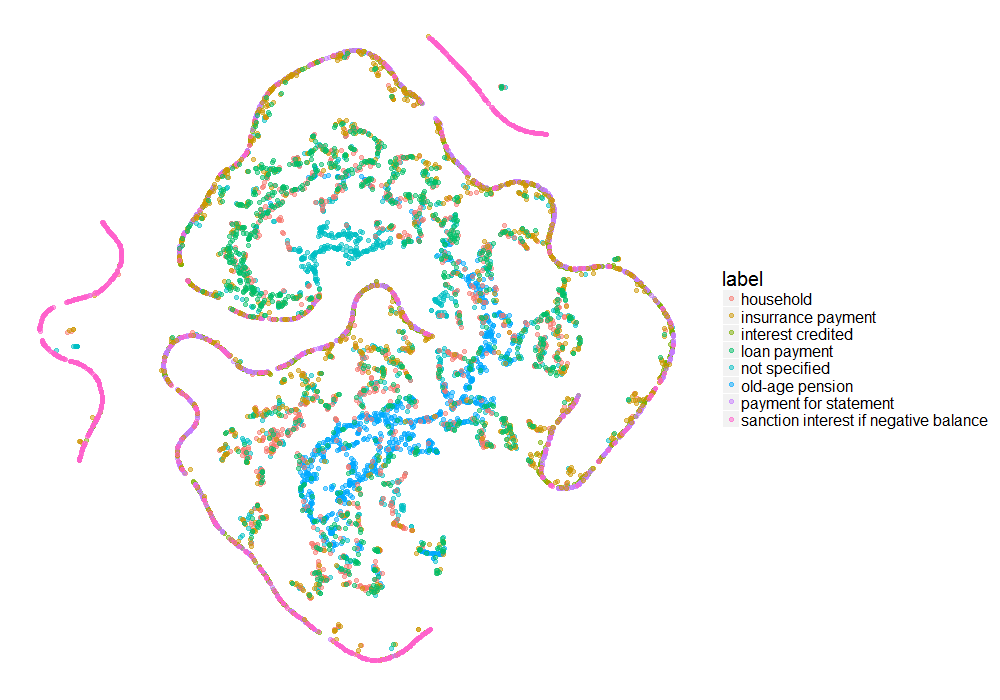 label
household
insurrance payment
interest credited
loan payment
not specified
old-age pension
payment for statement
sanction interest if negative balance